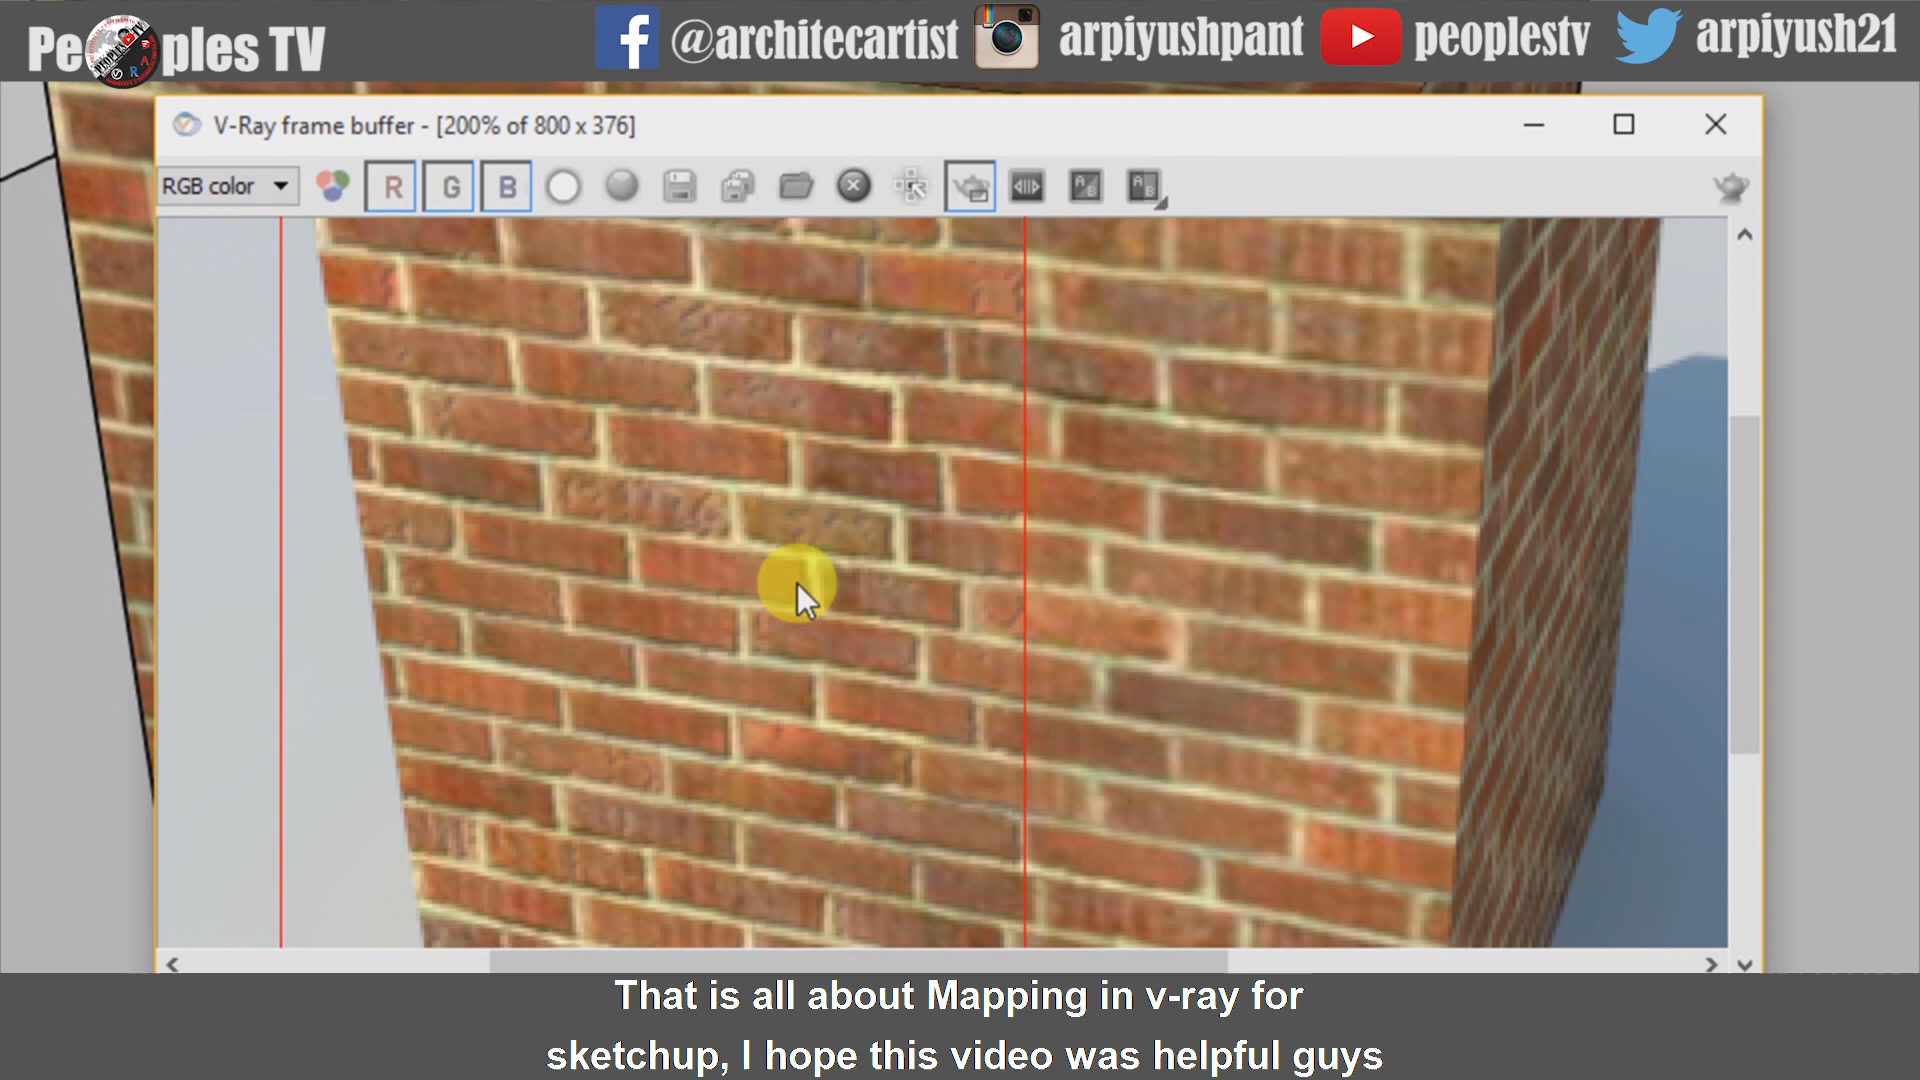 Peoples TV
@architecartist arpiyushpant peoplestv arpiyush21
V-Ray frame buffer - [200% of 800 x 376]
RGB color R G B
That is all about Mapping in v-ray for
sketchup, I hope this video was helpful guys